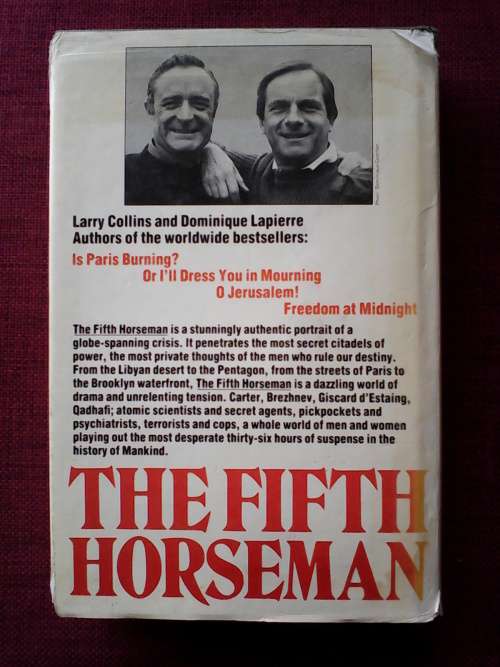 Larry Collins and Dominique Lapierre
Authors of the worldwide bestsellers:
Is Paris Burning?
Or I'll Dress You in Mourning
O Jerusalem!
Freedom at Midnight
The Fifth Horseman is a stunningly authentic portrait of a
globe-spanning crisis. It penetrates the most secret citadels of
power, the most private thoughts of the men who rule our destiny.
From the Libyan desert to the Pentagon, from the streets of Paris to
the Brooklyn waterfront, The Fifth Horseman is a dazzling world of
drama and unrelenting tension. Carter, Brezhnev, Giscard d'Estaing,
Qadhafi; atomic scientists and secret agents, pickpockets and
psychiatrists, terrorists and cops, a whole world of men and women
playing out the most desperate thirty-six hours of suspense in the
history of Mankind.
THE FIFTH
HORSEMAN